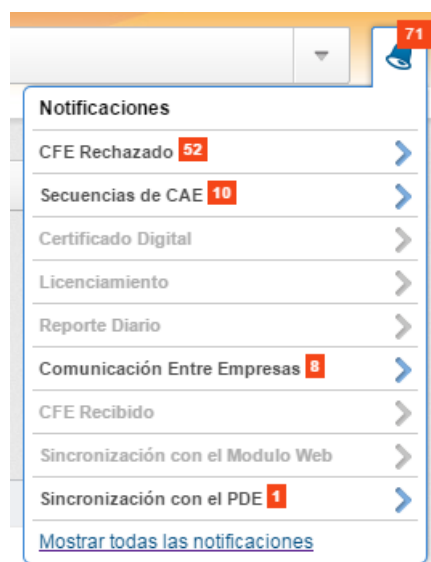 71
Notificaciones
CFE Rechazado 52
Secuencias de CAE 10
Certificado Digital
Licenciamiento
Reporte Diario
Comunicación Entre Empresas 8
CFE Recibido
Sincronización con el Modulo Web
Sincronización con el PDE 1
Mostrar todas las notificaciones